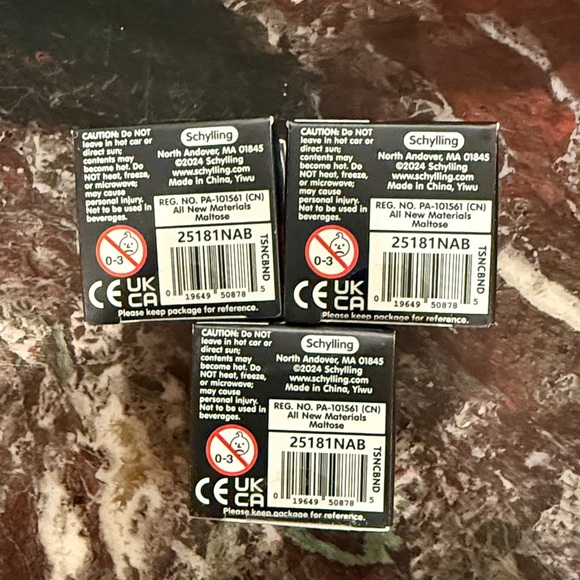 CAUTION: Do NOT
leave in hot car or
direct sun;
contents may
become hot. Do
NOT heat, freeze,
or microwave;
may cause
personal injury.
Not to be used in
beverages.
Schylling
North Andover, MA 01845
©2024 Schylling
www.schylling.com
Made in China, Yiwu
REG. NO. PA-101561 (CN)
All New Materials
Maltose
25181NAB
TSNCBND
0 19649 50878 5
0-3
CE UK
CA
Please keep package for reference.
CAUTION: Do NOT
leave in hot car or
direct sun;
contents may
become hot. Do
NOT heat, freeze,
or microwave;
may cause
personal injury.
Not to be used in
beverages.
Schylling
North Andover, MA 01845
©2024 Schylling
www.schylling.com
Made in China, Yiwu
REG. NO. PA-101561 (CN)
All New Materials
Maltose
25181NAB
TSNCBND
0 19649 50878 5
0-3
CE UK
CA
Please keep package for reference.
CAUTION: Do NOT
leave in hot car or
direct sun;
contents may
become hot. Do
NOT heat, freeze,
or microwave;
may cause
personal injury.
Not to be used in
beverages.
Schylling
North Andover, MA 01845
©2024 Schylling
www.schylling.com
Made in China, Yiwu
REG. NO. PA-101561 (CN)
All New Materials
Maltose
25181NAB
TSNCBND
0 19649 50878 5
0-3
CE UK
CA
Please keep package for reference.